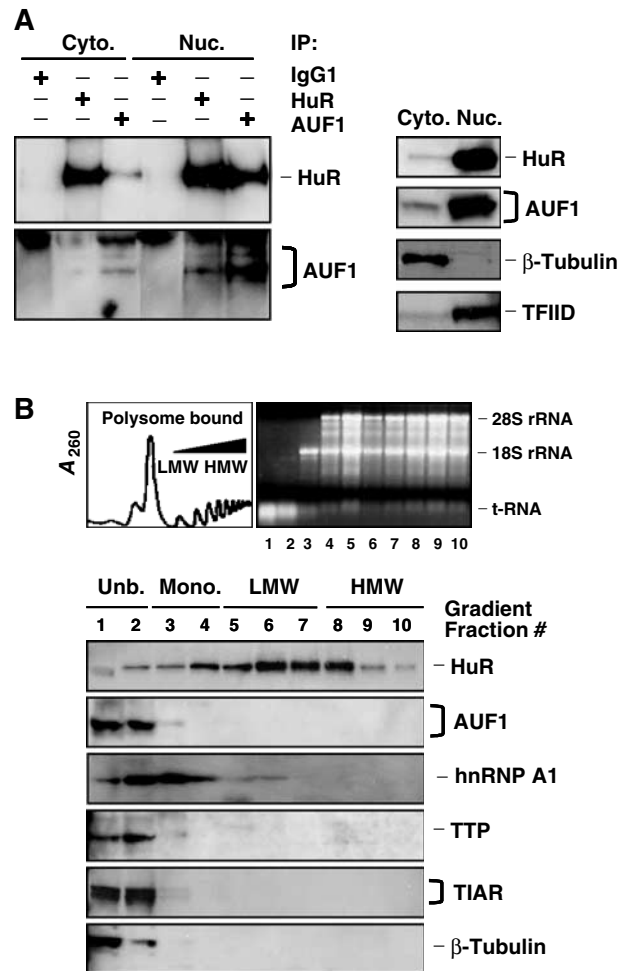 A
Cyto. Nuc. IP:
+ – – + – – IgG1
– + – – + – HuR
– – + – – + AUF1
– HuR
AUF1
Cyto. Nuc.
– HuR
AUF1
– β-Tubulin
– TFIID
B
A260
Polysome bound
LMW HMW
– 28S rRNA
– 18S rRNA
– t-RNA
1 2 3 4 5 6 7 8 9 10
Unb. Mono. LMW HMW Gradient
1 2 3 4 5 6 7 8 9 10 Fraction #
– HuR
AUF1
– hnRNP A1
– TTP
TIAR
– β-Tubulin